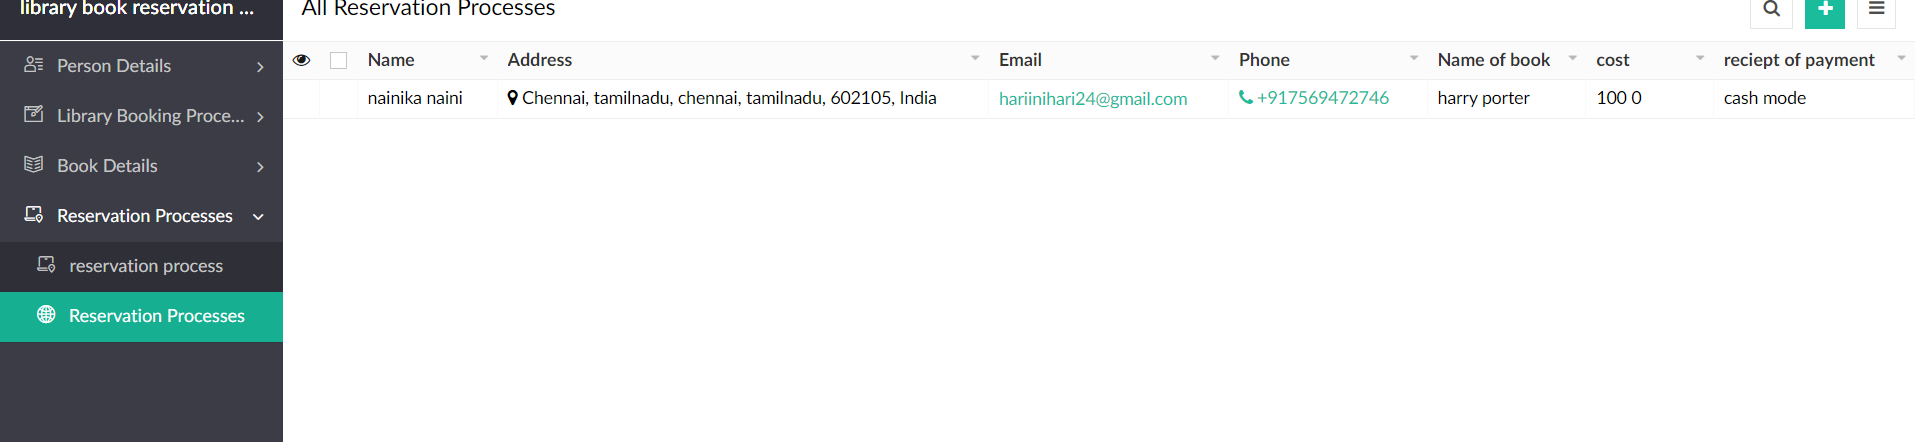 library book reservation ...
All Reservation Processes
Person Details
Library Booking Proce...
Book Details
Reservation Processes
reservation process
Reservation Processes
Name Address Email Phone Name of book cost reciept of payment
nainika naini Chennai, tamilnadu, chennai, tamilnadu, 602105, India hariinihari24@gmail.com +917569472746 harry porter 100 0 cash mode